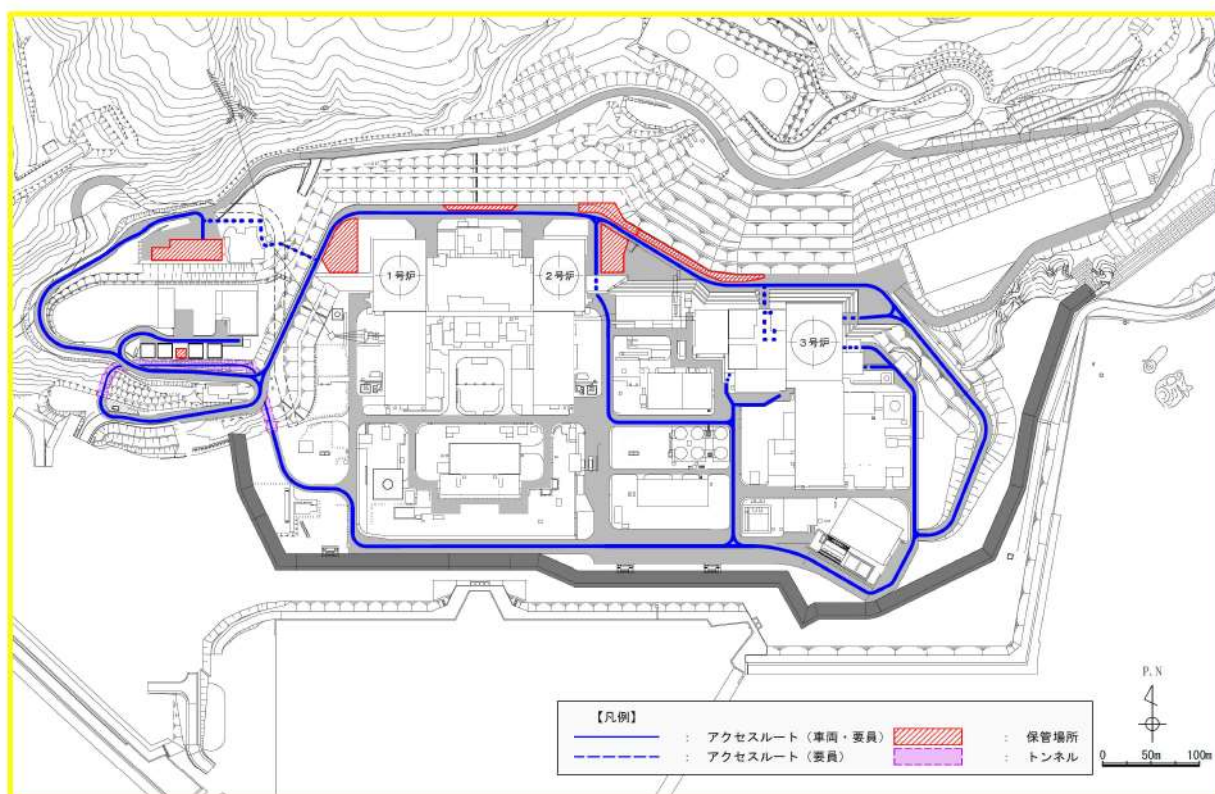 1号炉
2号炉
3号炉
P.N
【凡例】
: アクセスルート（車両・要員）
: 保管場所
: アクセスルート（要員）
: トンネル
0 50m 100m